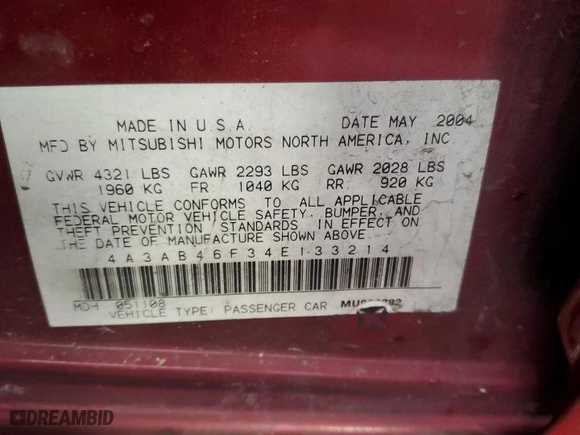 MADE IN U.S.A. DATE MAY 2004
MFD BY MITSUBISHI MOTORS NORTH AMERICA, INC
GVWR 4321 LBS GAWR 2293 LBS GAWR 2028 LBS
1960 KG FR 1040 KG RR. 920 KG
THIS VEHICLE CONFORMS TO ALL APPLICABLE
FEDERAL MOTOR VEHICLE SAFETY, BUMPER, AND
THEFT PREVENTION STANDARDS IN EFFECT ON
THE DATE OF MANUFACTURE SHOWN ABOVE.
4A3AB46F34E133214
MDH 051108
VEHICLE TYPE: PASSENGER CAR
DREAMBID